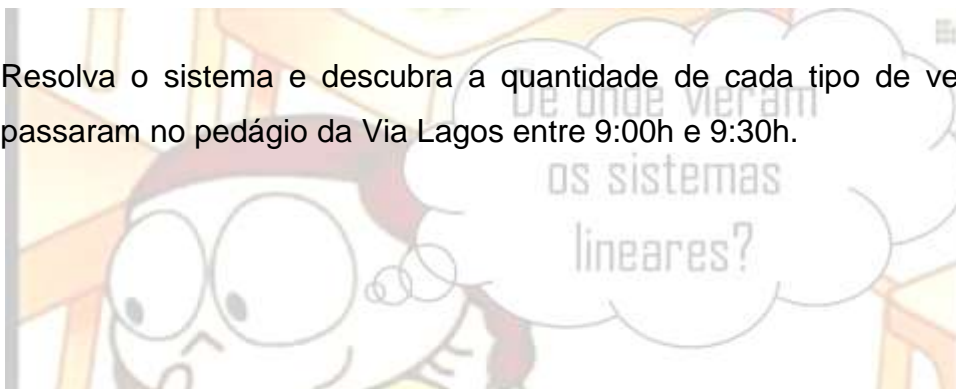 Resolva o sistema e descubra a quantidade de cada tipo de ve
passaram no pedágio da Via Lagos entre 9:00h e 9:30h.
De onde vieram
os sistemas
lineares?